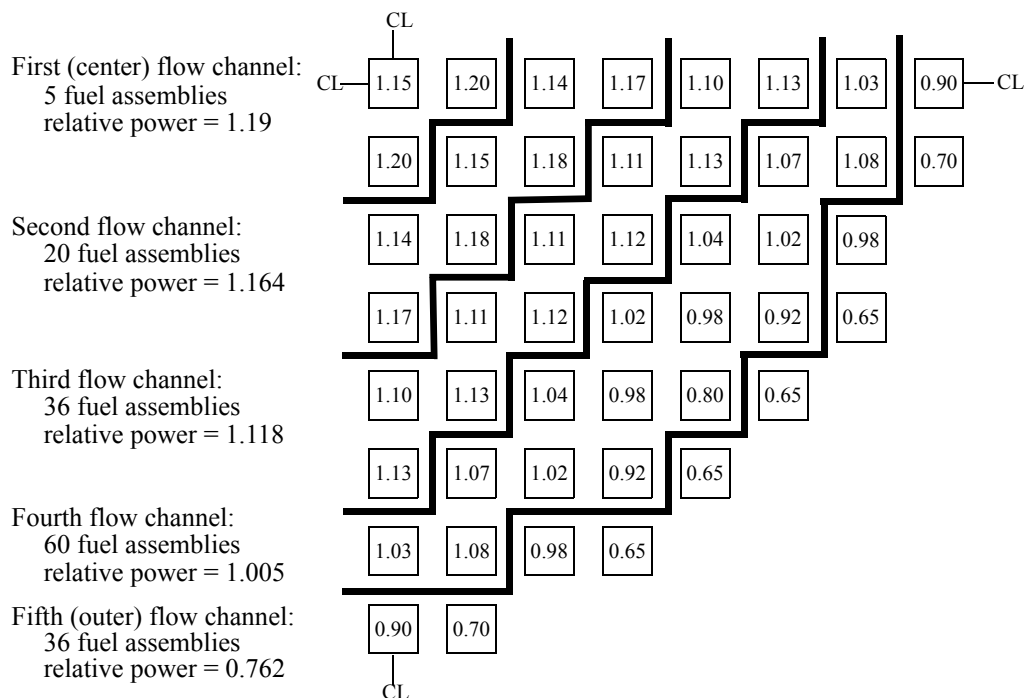 CL
First (center) flow channel:
5 fuel assemblies
relative power = 1.19
CL 1.15 1.20 1.14 1.17 1.10 1.13 1.03 0.90 CL
1.20 1.15 1.18 1.11 1.13 1.07 1.08 0.70
Second flow channel:
20 fuel assemblies
relative power = 1.164
1.14 1.18 1.11 1.12 1.04 1.02 0.98
1.17 1.11 1.12 1.02 0.98 0.92 0.65
Third flow channel:
36 fuel assemblies
relative power = 1.118
1.10 1.13 1.04 0.98 0.80 0.65
1.13 1.07 1.02 0.92 0.65
Fourth flow channel:
60 fuel assemblies
relative power = 1.005
1.03 1.08 0.98 0.65
Fifth (outer) flow channel:
36 fuel assemblies
relative power = 0.762
0.90 0.70
CL